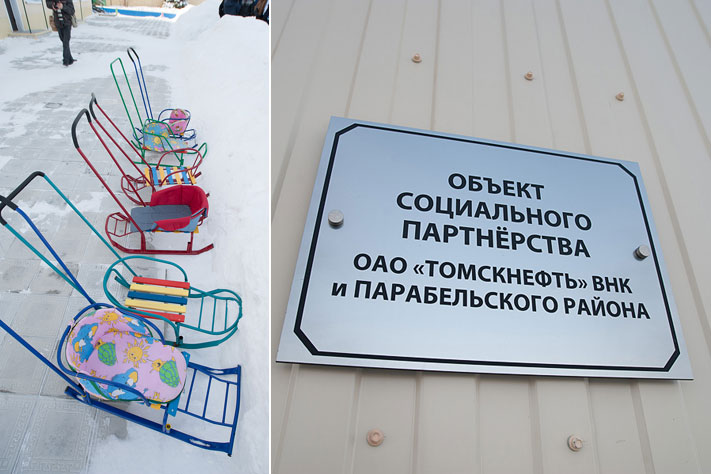 ОБЪЕКТ
СОЦИАЛЬНОГО
ПАРТНЁРСТВА
ОАО «ТОМСКНЕФТЬ» ВНК
И ПАРАБЕЛЬСКОГО РАЙОНА